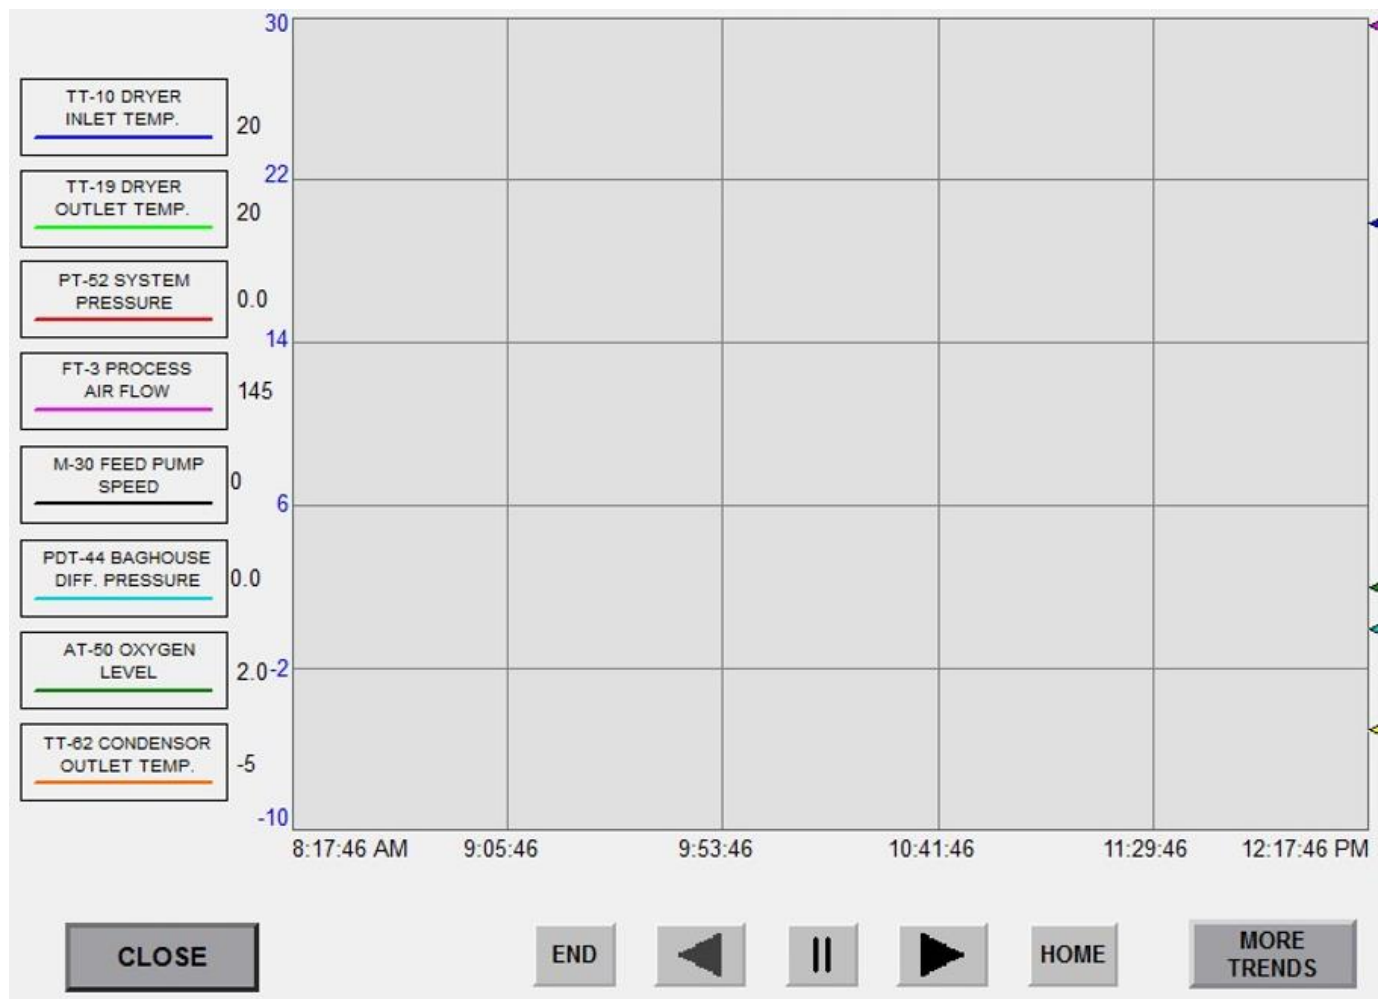 30
TT-10 DRYER
INLET TEMP.
20
22
TT-19 DRYER
OUTLET TEMP.
20
PT-52 SYSTEM
PRESSURE
0.0
14
FT-3 PROCESS
AIR FLOW
145
M-30 FEED PUMP
SPEED
0
6
PDT-44 BAGHOUSE
DIFF. PRESSURE
0.0
AT-50 OXYGEN
LEVEL
2.0
-2
TT-62 CONDENSOR
OUTLET TEMP.
-5
-10
8:17:46 AM 9:05:46 9:53:46 10:41:46 11:29:46 12:17:46 PM
CLOSE
END
HOME
MORE
TRENDS